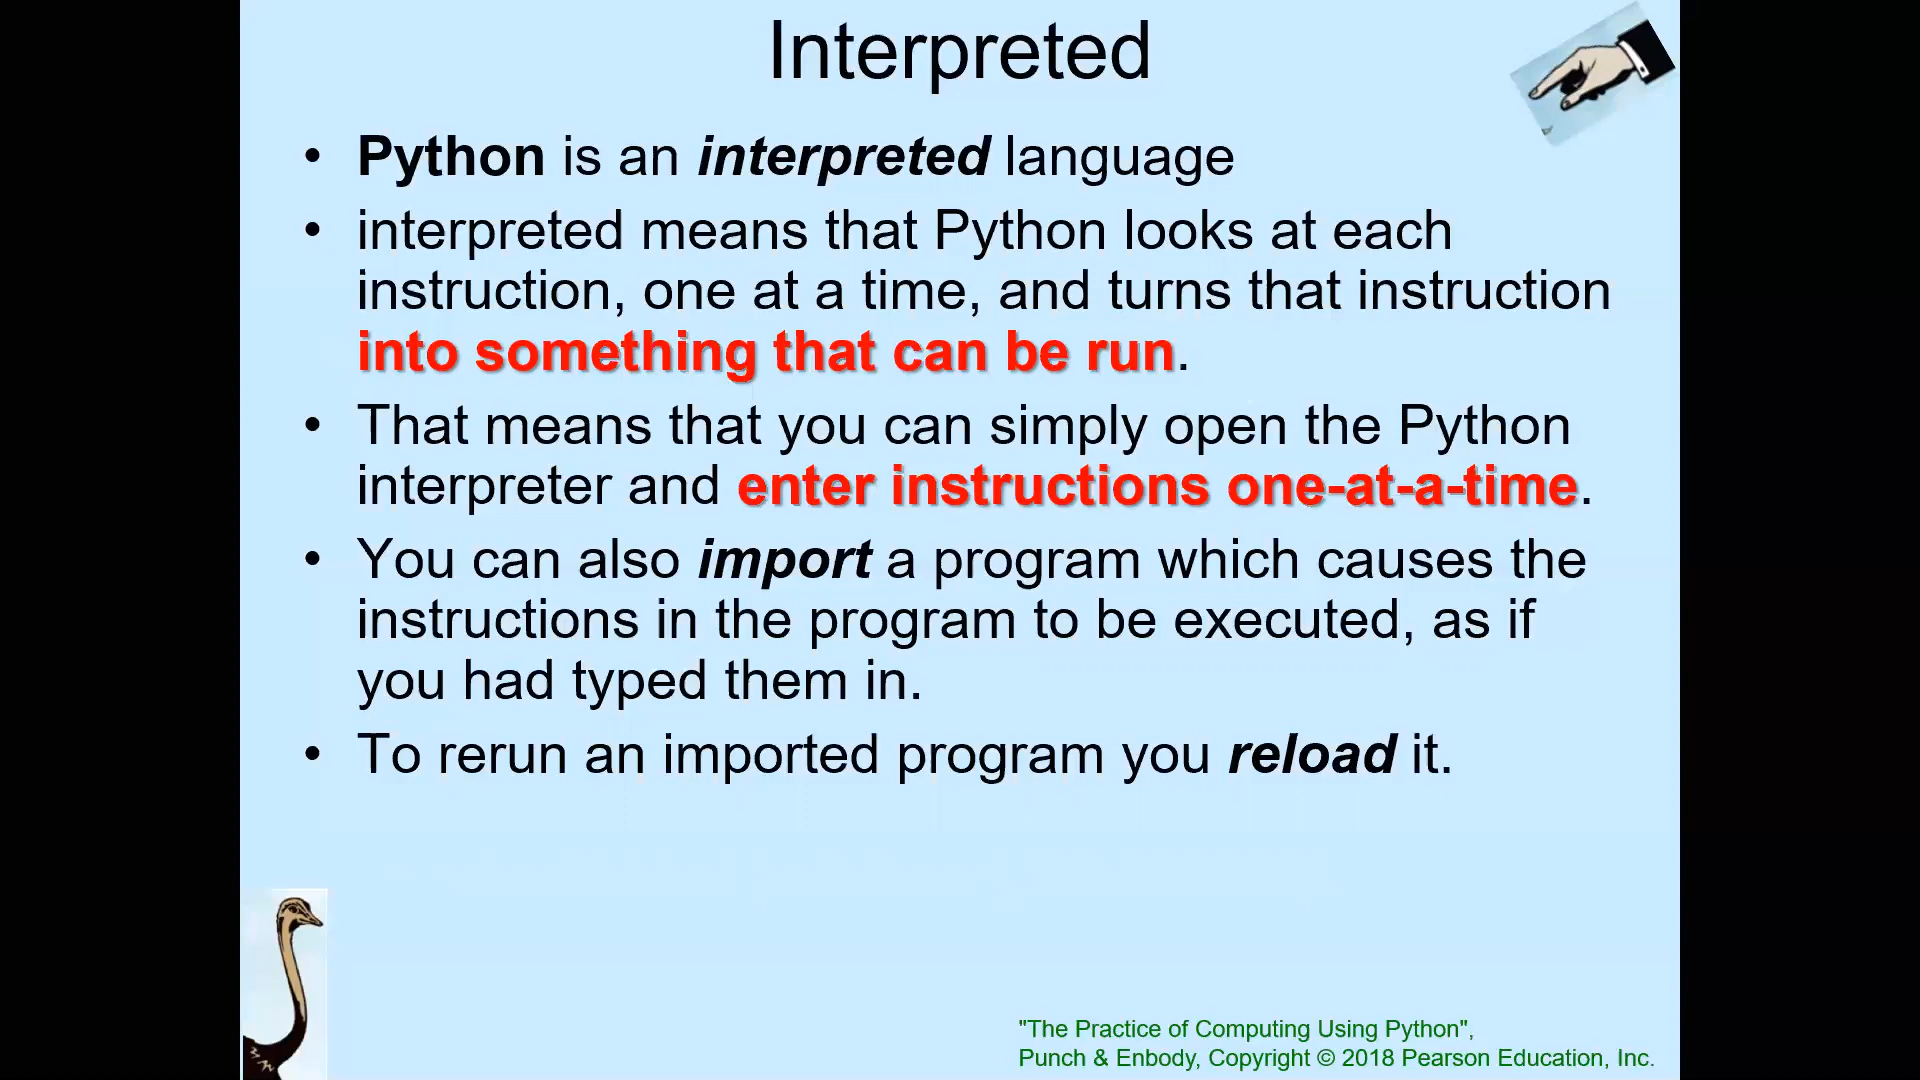 Interpreted
• Python is an interpreted language
• interpreted means that Python looks at each
instruction, one at a time, and turns that instruction
into something that can be run.
• That means that you can simply open the Python
interpreter and enter instructions one-at-a-time.
• You can also import a program which causes the
instructions in the program to be executed, as if
you had typed them in.
• To rerun an imported program you reload it.
"The Practice of Computing Using Python",
Punch & Enbody, Copyright © 2018 Pearson Education, Inc.